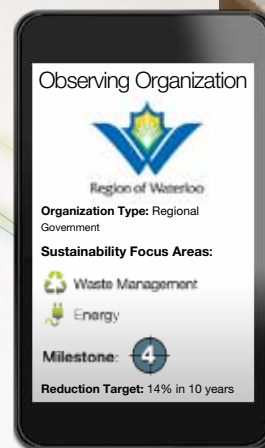 Observing Organization
Region of Waterloo
Organization Type: Regional
Government
Sustainability Focus Areas:
Waste Management
Energy
Milestone: 4
Reduction Target: 14% in 10 years